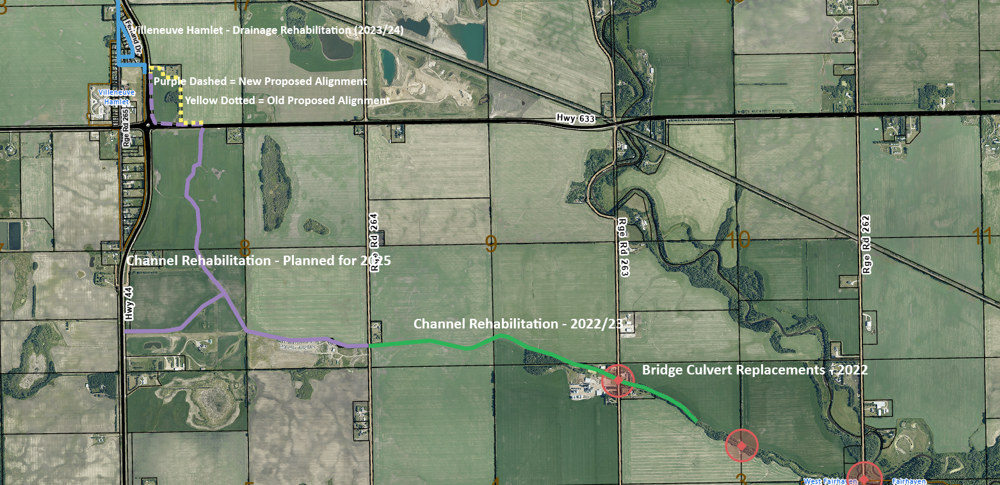 17
Villeneuve Hamlet - Drainage Rehabilitation (2023/24)
Purple Dashed = New Proposed Alignment
Villeneuve
Hamlet
Yellow Dotted = Old Proposed Alignment
Rge Rd 265
Hwy 633
Rge Rd 264
Rge Rd 263
Rge Rd 262
8
9
10
11
Channel Rehabilitation - Planned for 2025
Hwy 44
Channel Rehabilitation - 2022/23
Bridge Culvert Replacements - 2022
West Fairhaven
Fairhaven